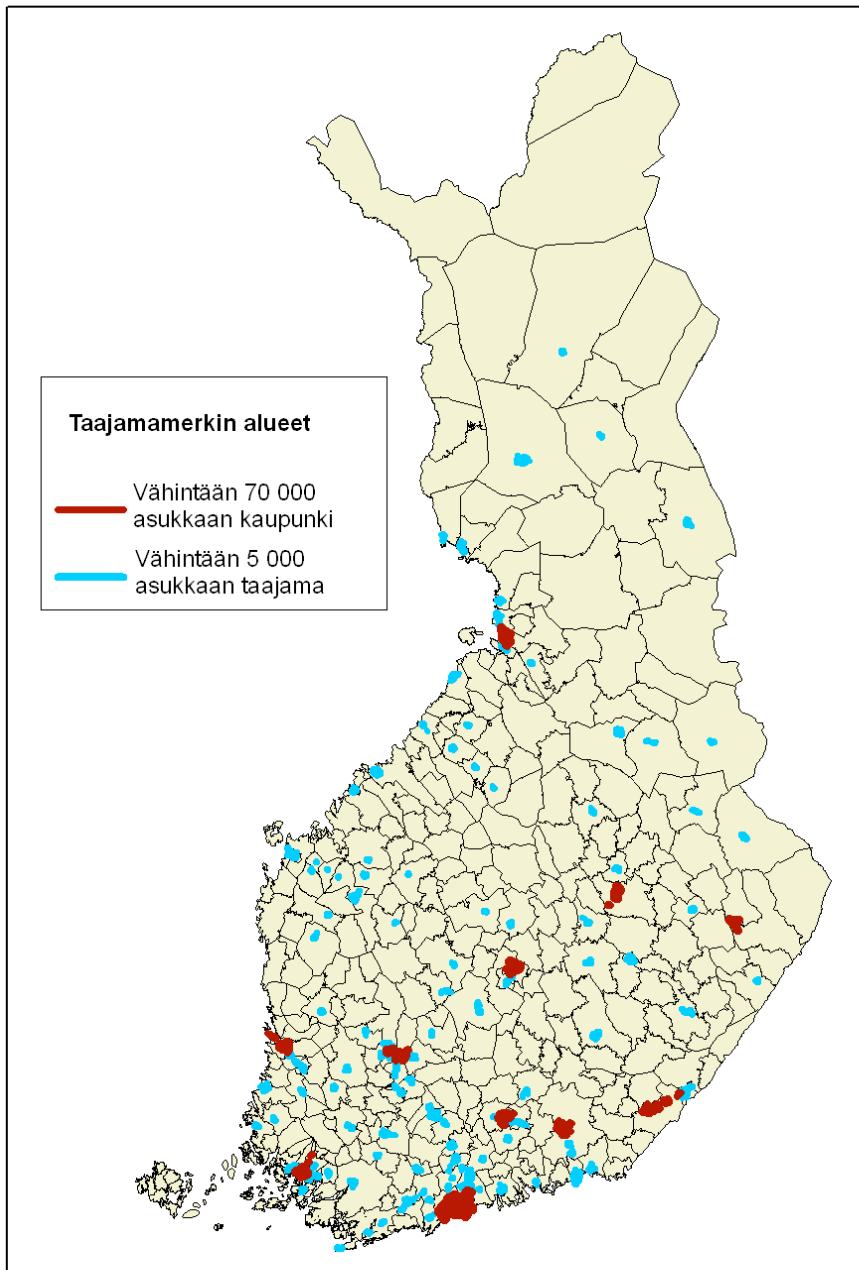 Taajamamerkin alueet
Vähintään 70 000
asukkaan kaupunki
Vähintään 5 000
asukkaan taajama